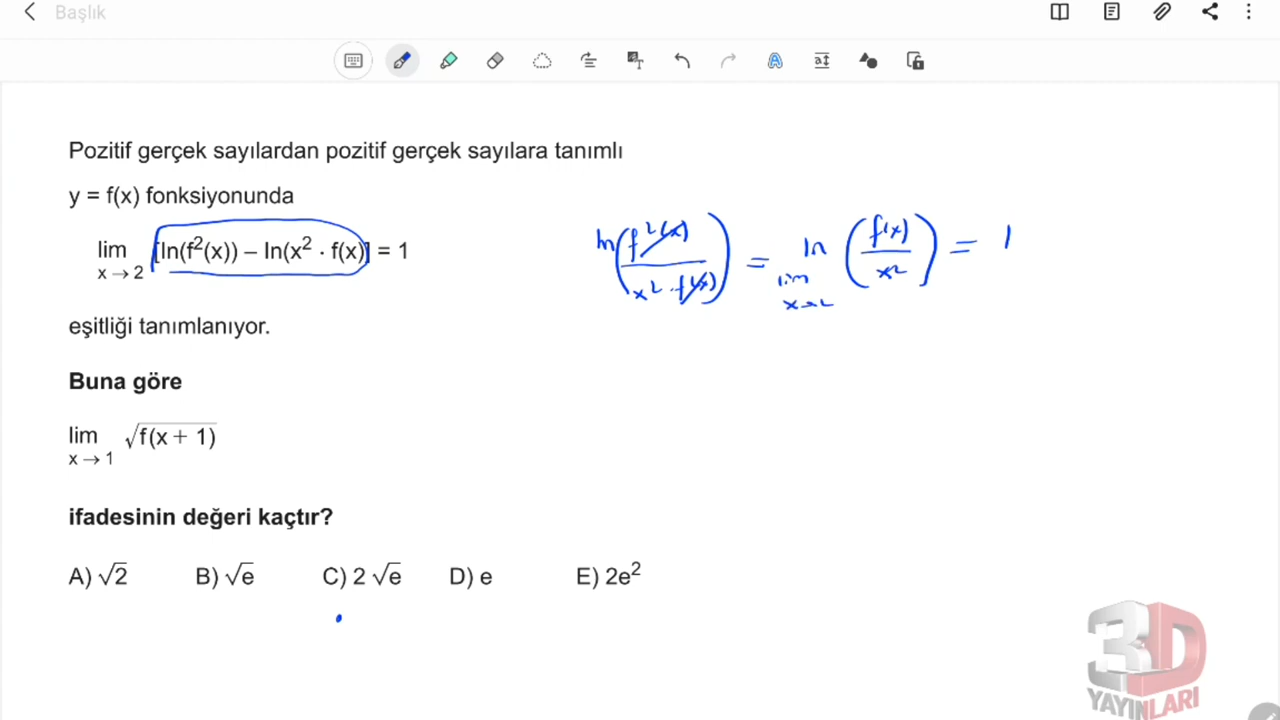 Başlık
Pozitif gerçek sayılardan pozitif gerçek sayılara tanımlı
y = f(x) fonksiyonunda
lim x → 2 [ln(f²(x)) – ln(x² · f(x))] = 1
ln (f²(x) / x² · f(x)) = lim x→2 ln (f(x) / x²) = 1
eşitliği tanımlanıyor.
Buna göre
lim x → 1 √f(x + 1)
ifadesinin değeri kaçtır?
A) √2 B) √e C) 2 √e D) e E) 2e²
3D
YAYINLARI